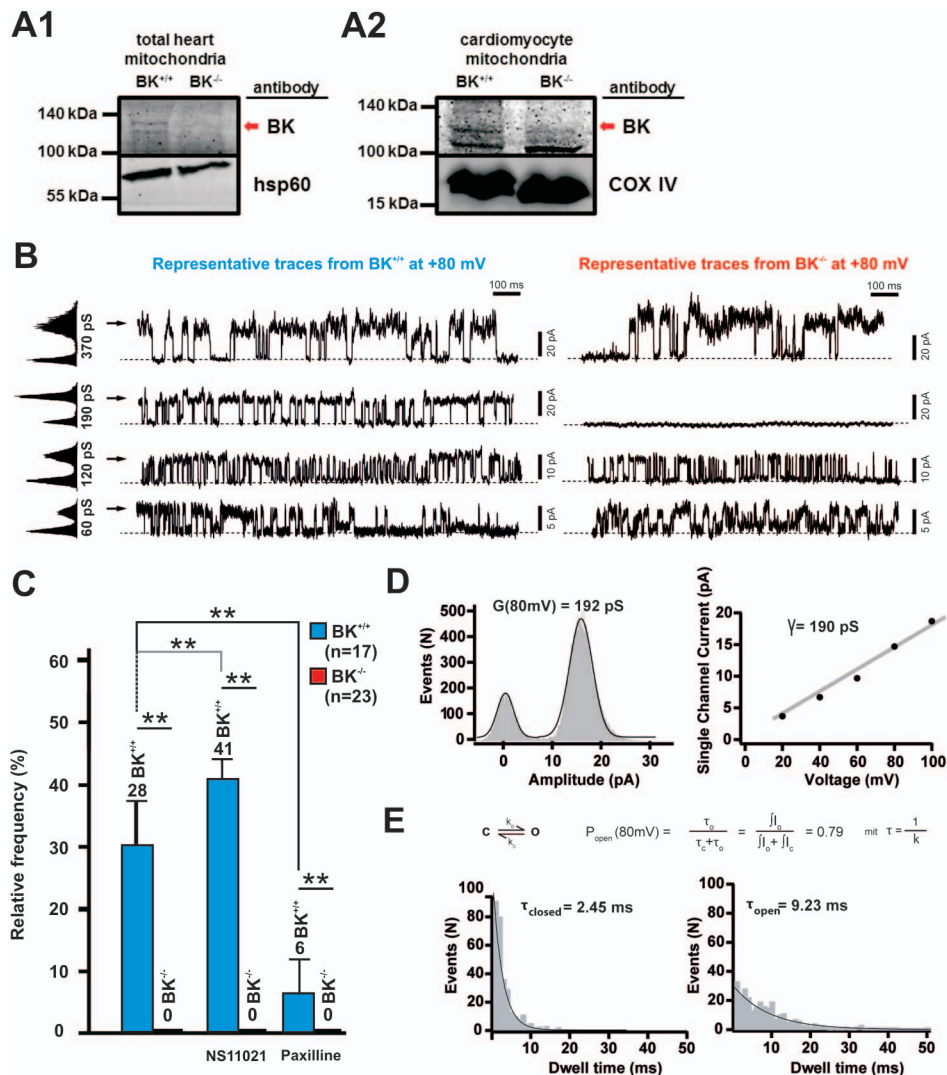 A1
total heart
mitochondria
BK+/+ BK-/-
antibody
140 kDa
BK
100 kDa
hsp60
55 kDa
A2
cardiomyocyte
mitochondria
BK+/+ BK-/-
antibody
140 kDa
BK
100 kDa
COX IV
15 kDa
B
Representative traces from BK+/+ at +80 mV
Representative traces from BK-/- at +80 mV
100 ms
100 ms
370 pS
20 pA
20 pA
190 pS
20 pA
20 pA
120 pS
10 pA
10 pA
60 pS
5 pA
5 pA
C
Relative frequency (%)
60
50
40
30
20
10
0
**
**
**
**
**
BK+/+
(n=17)
BK-/-
(n=23)
BK+/+
28
BK-/-
0
BK+/+
41
BK-/-
0
BK+/+
6
BK-/-
0
NS11021 Paxilline
D
G(80mV) = 192 pS
Events (N)
500
400
300
200
100
0
0 10 20 30
Amplitude (pA)
Single Channel Current (pA)
20
15
10
5
0
γ= 190 pS
0 20 40 60 80 100
Voltage (mV)
E
C ko kc O
Popen (80mV) = τo / τc+τo = ∫Io / ∫Io + ∫Ic = 0.79 mit τ = 1 / k
Events (N)
100
80
60
40
20
0
τclosed = 2.45 ms
10 20 30 40 50
Dwell time (ms)
Events (N)
100
80
60
40
20
0
τopen = 9.23 ms
10 20 30 40 50
Dwell time (ms)